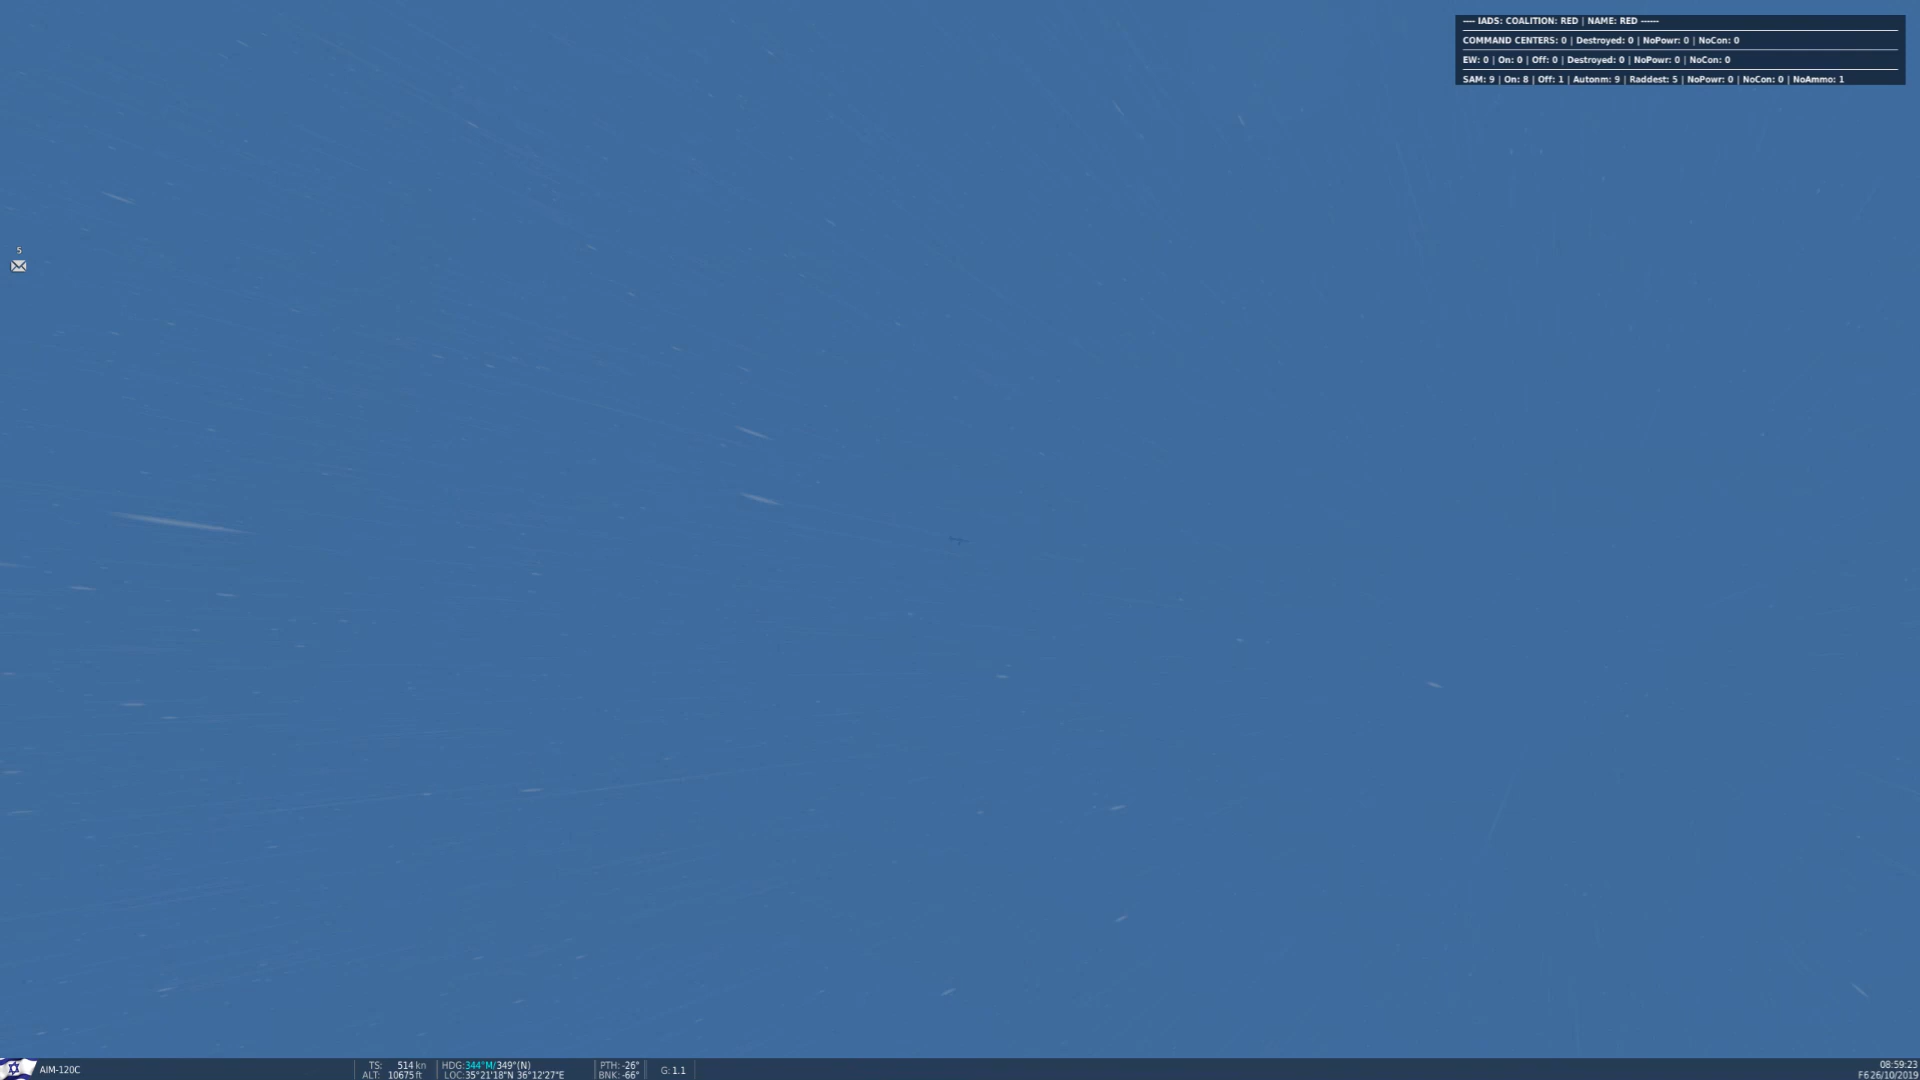 ---- IADS: COALITION: RED | NAME: RED ------
COMMAND CENTERS: 0 | Destroyed: 0 | NoPowr: 0 | NoCon: 0
EW: 0 | On: 0 | Off: 0 | Destroyed: 0 | NoPowr: 0 | NoCon: 0
SAM: 9 | On: 8 | Off: 1 | Autonm: 9 | Raddest: 5 | NoPowr: 0 | NoCon: 0 | NoAmmo: 1
5
AIM-120C
TS: 514 kn HDG:344°M/349°(N) PTH: -26° G: 1.1 08:59:23
ALT: 10675 ft LOC:35°21'18"N 36°12'27"E BNK: -66° F6 26/10/2019